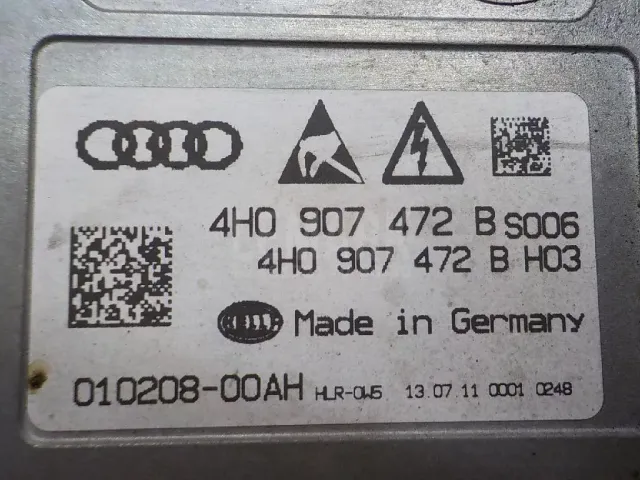 4H0 907 472 B S006
4H0 907 472 B H03
Made in Germany
010208-00AH HLR-0W5 13.07.11 0001 0248